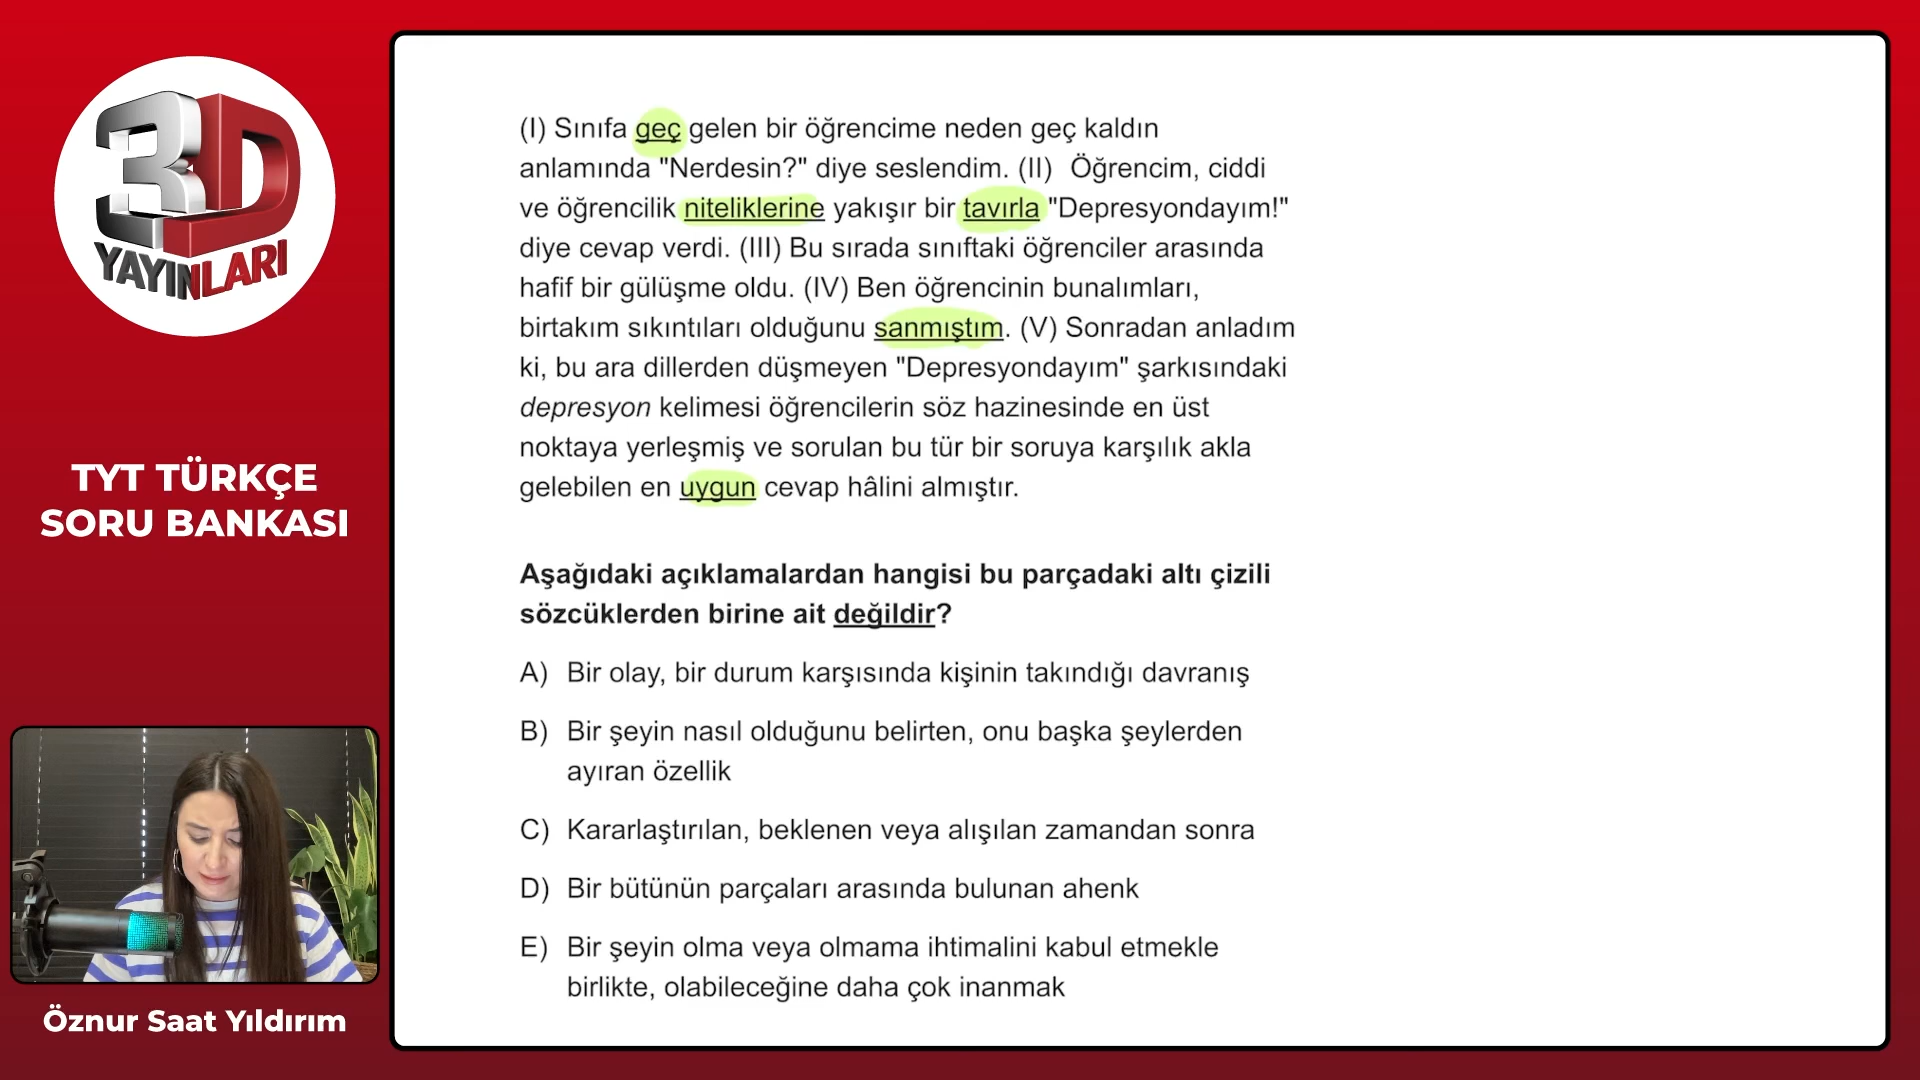 3D
YAYINLARI
TYT TÜRKÇE
SORU BANKASI
Öznur Saat Yıldırım
(I) Sınıfa geç gelen bir öğrencime neden geç kaldın
anlamında "Nerdesin?" diye seslendim. (II) Öğrencim, ciddi
ve öğrencilik niteliklerine yakışır bir tavırla "Depresyondayım!"
diye cevap verdi. (III) Bu sırada sınıftaki öğrenciler arasında
hafif bir gülüşme oldu. (IV) Ben öğrencinin bunalımları,
birtakım sıkıntıları olduğunu sanmıştım. (V) Sonradan anladım
ki, bu ara dillerden düşmeyen "Depresyondayım" şarkısındaki
depresyon kelimesi öğrencilerin söz hazinesinde en üst
noktaya yerleşmiş ve sorulan bu tür bir soruya karşılık akla
gelebilen en uygun cevap hâlini almıştır.
Aşağıdaki açıklamalardan hangisi bu parçadaki altı çizili
sözcüklerden birine ait değildir?
A) Bir olay, bir durum karşısında kişinin takındığı davranış
B) Bir şeyin nasıl olduğunu belirten, onu başka şeylerden
ayıran özellik
C) Kararlaştırılan, beklenen veya alışılan zamandan sonra
D) Bir bütünün parçaları arasında bulunan ahenk
E) Bir şeyin olma veya olmama ihtimalini kabul etmekle
birlikte, olabileceğine daha çok inanmak